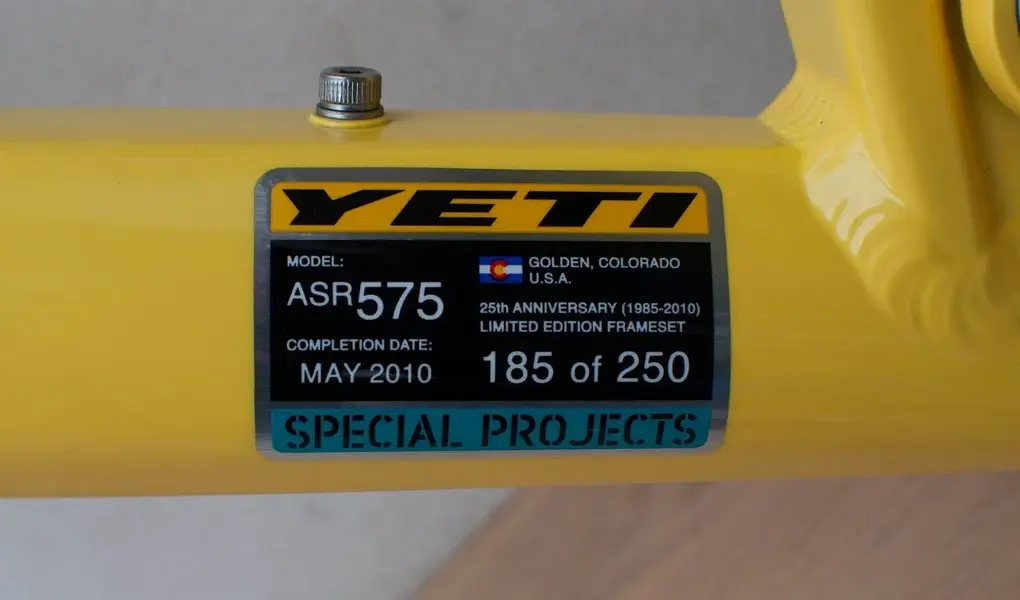 YETI
MODEL:
ASR575
COMPLETION DATE:
MAY 2010
GOLDEN, COLORADO
U.S.A.
25th ANNIVERSARY (1985-2010)
LIMITED EDITION FRAMESET
185 of 250
SPECIAL PROJECTS